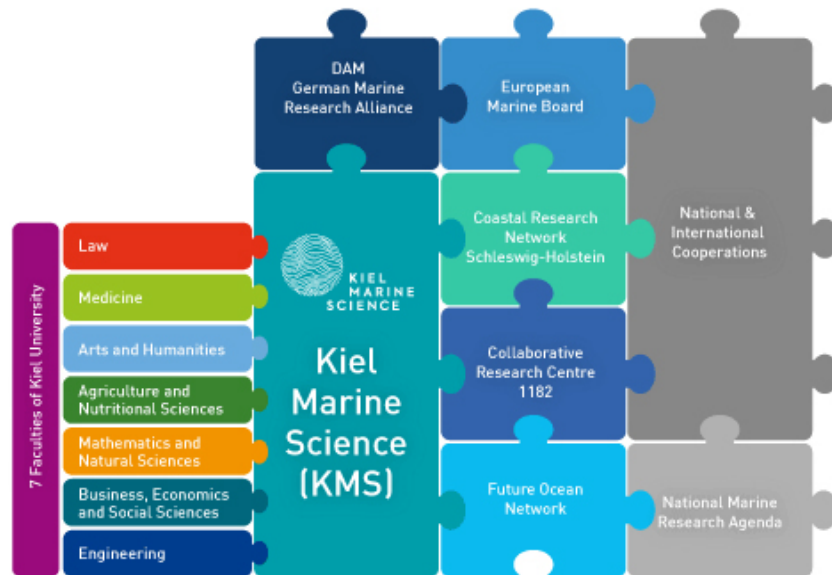 DAM
German Marine
Research Alliance
European
Marine Board
7 Faculties of Kiel University
Law
Medicine
Arts and Humanities
Agriculture and
Nutritional Sciences
Mathematics and
Natural Sciences
Business, Economics
and Social Sciences
Engineering
KIEL
MARINE
SCIENCE
Kiel
Marine
Science
(KMS)
Coastal Research
Network
Schleswig-Holstein
Collaborative
Research Centre
1182
Future Ocean
Network
National &
International
Cooperations
National Marine
Research Agenda